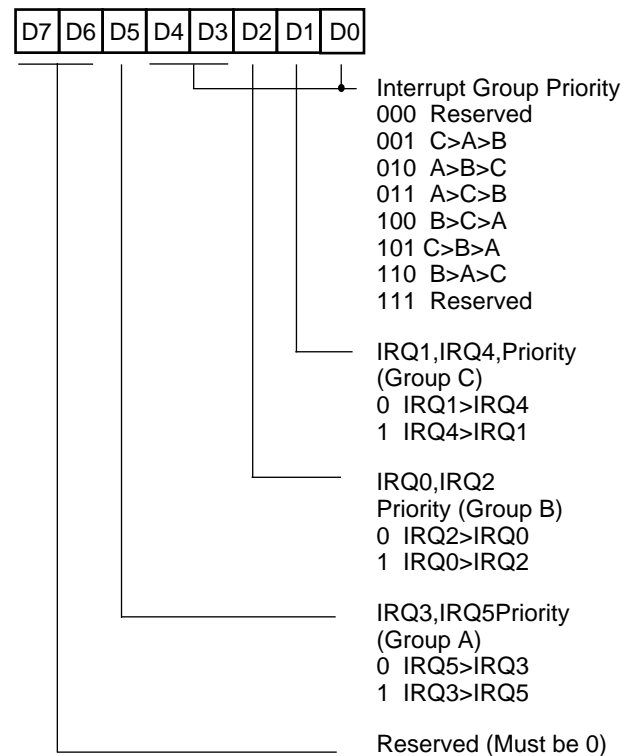 D7 D6 D5 D4 D3 D2 D1 D0
Interrupt Group Priority
000 Reserved
001 C>A>B
010 A>B>C
011 A>C>B
100 B>C>A
101 C>B>A
110 B>A>C
111 Reserved
IRQ1,IRQ4,Priority
(Group C)
0 IRQ1>IRQ4
1 IRQ4>IRQ1
IRQ0,IRQ2
Priority (Group B)
0 IRQ2>IRQ0
1 IRQ0>IRQ2
IRQ3,IRQ5Priority
(Group A)
0 IRQ5>IRQ3
1 IRQ3>IRQ5
Reserved (Must be 0)